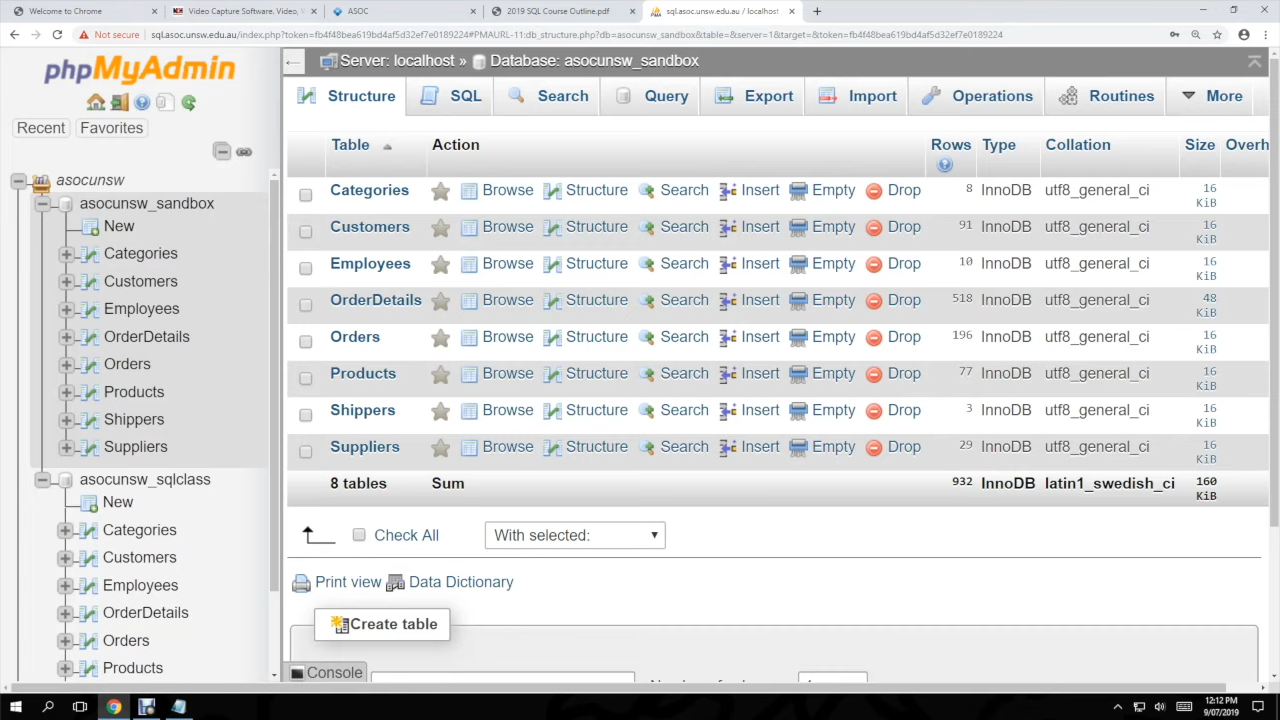 Welcome to Chrome
Video Capture Software. Video, V
ASOC
2019 SQL Course Outline.pdf
sql.asoc.unsw.edu.au / localhost
Not secure
sql.asoc.unsw.edu.au/index.php?token=fb4f48bea619bd4af5d32ef7e0189224#PMAURL-11:db_structure.php?db=asocunsw_sandbox&table=&server=1&target=&token=fb4f48bea619bd4af5d32ef7e0189224
phpMyAdmin
Recent
Favorites
asocunsw
asocunsw_sandbox
New
Categories
Customers
Employees
OrderDetails
Orders
Products
Shippers
Suppliers
asocunsw_sqlclass
New
Categories
Customers
Employees
OrderDetails
Orders
Products
Server: localhost » Database: asocunsw_sandbox
Structure SQL Search Query Export Import Operations Routines More
Table Action Rows Type Collation Size Overh
Categories Browse Structure Search Insert Empty Drop 8 InnoDB utf8_general_ci 16 KiB
Customers Browse Structure Search Insert Empty Drop 91 InnoDB utf8_general_ci 16 KiB
Employees Browse Structure Search Insert Empty Drop 10 InnoDB utf8_general_ci 16 KiB
OrderDetails Browse Structure Search Insert Empty Drop 518 InnoDB utf8_general_ci 48 KiB
Orders Browse Structure Search Insert Empty Drop 196 InnoDB utf8_general_ci 16 KiB
Products Browse Structure Search Insert Empty Drop 77 InnoDB utf8_general_ci 16 KiB
Shippers Browse Structure Search Insert Empty Drop 3 InnoDB utf8_general_ci 16 KiB
Suppliers Browse Structure Search Insert Empty Drop 29 InnoDB utf8_general_ci 16 KiB
8 tables Sum 932 InnoDB latin1_swedish_ci 160 KiB
Check All
With selected:
Print view Data Dictionary
Create table
Console
12:12 PM
9/07/2019